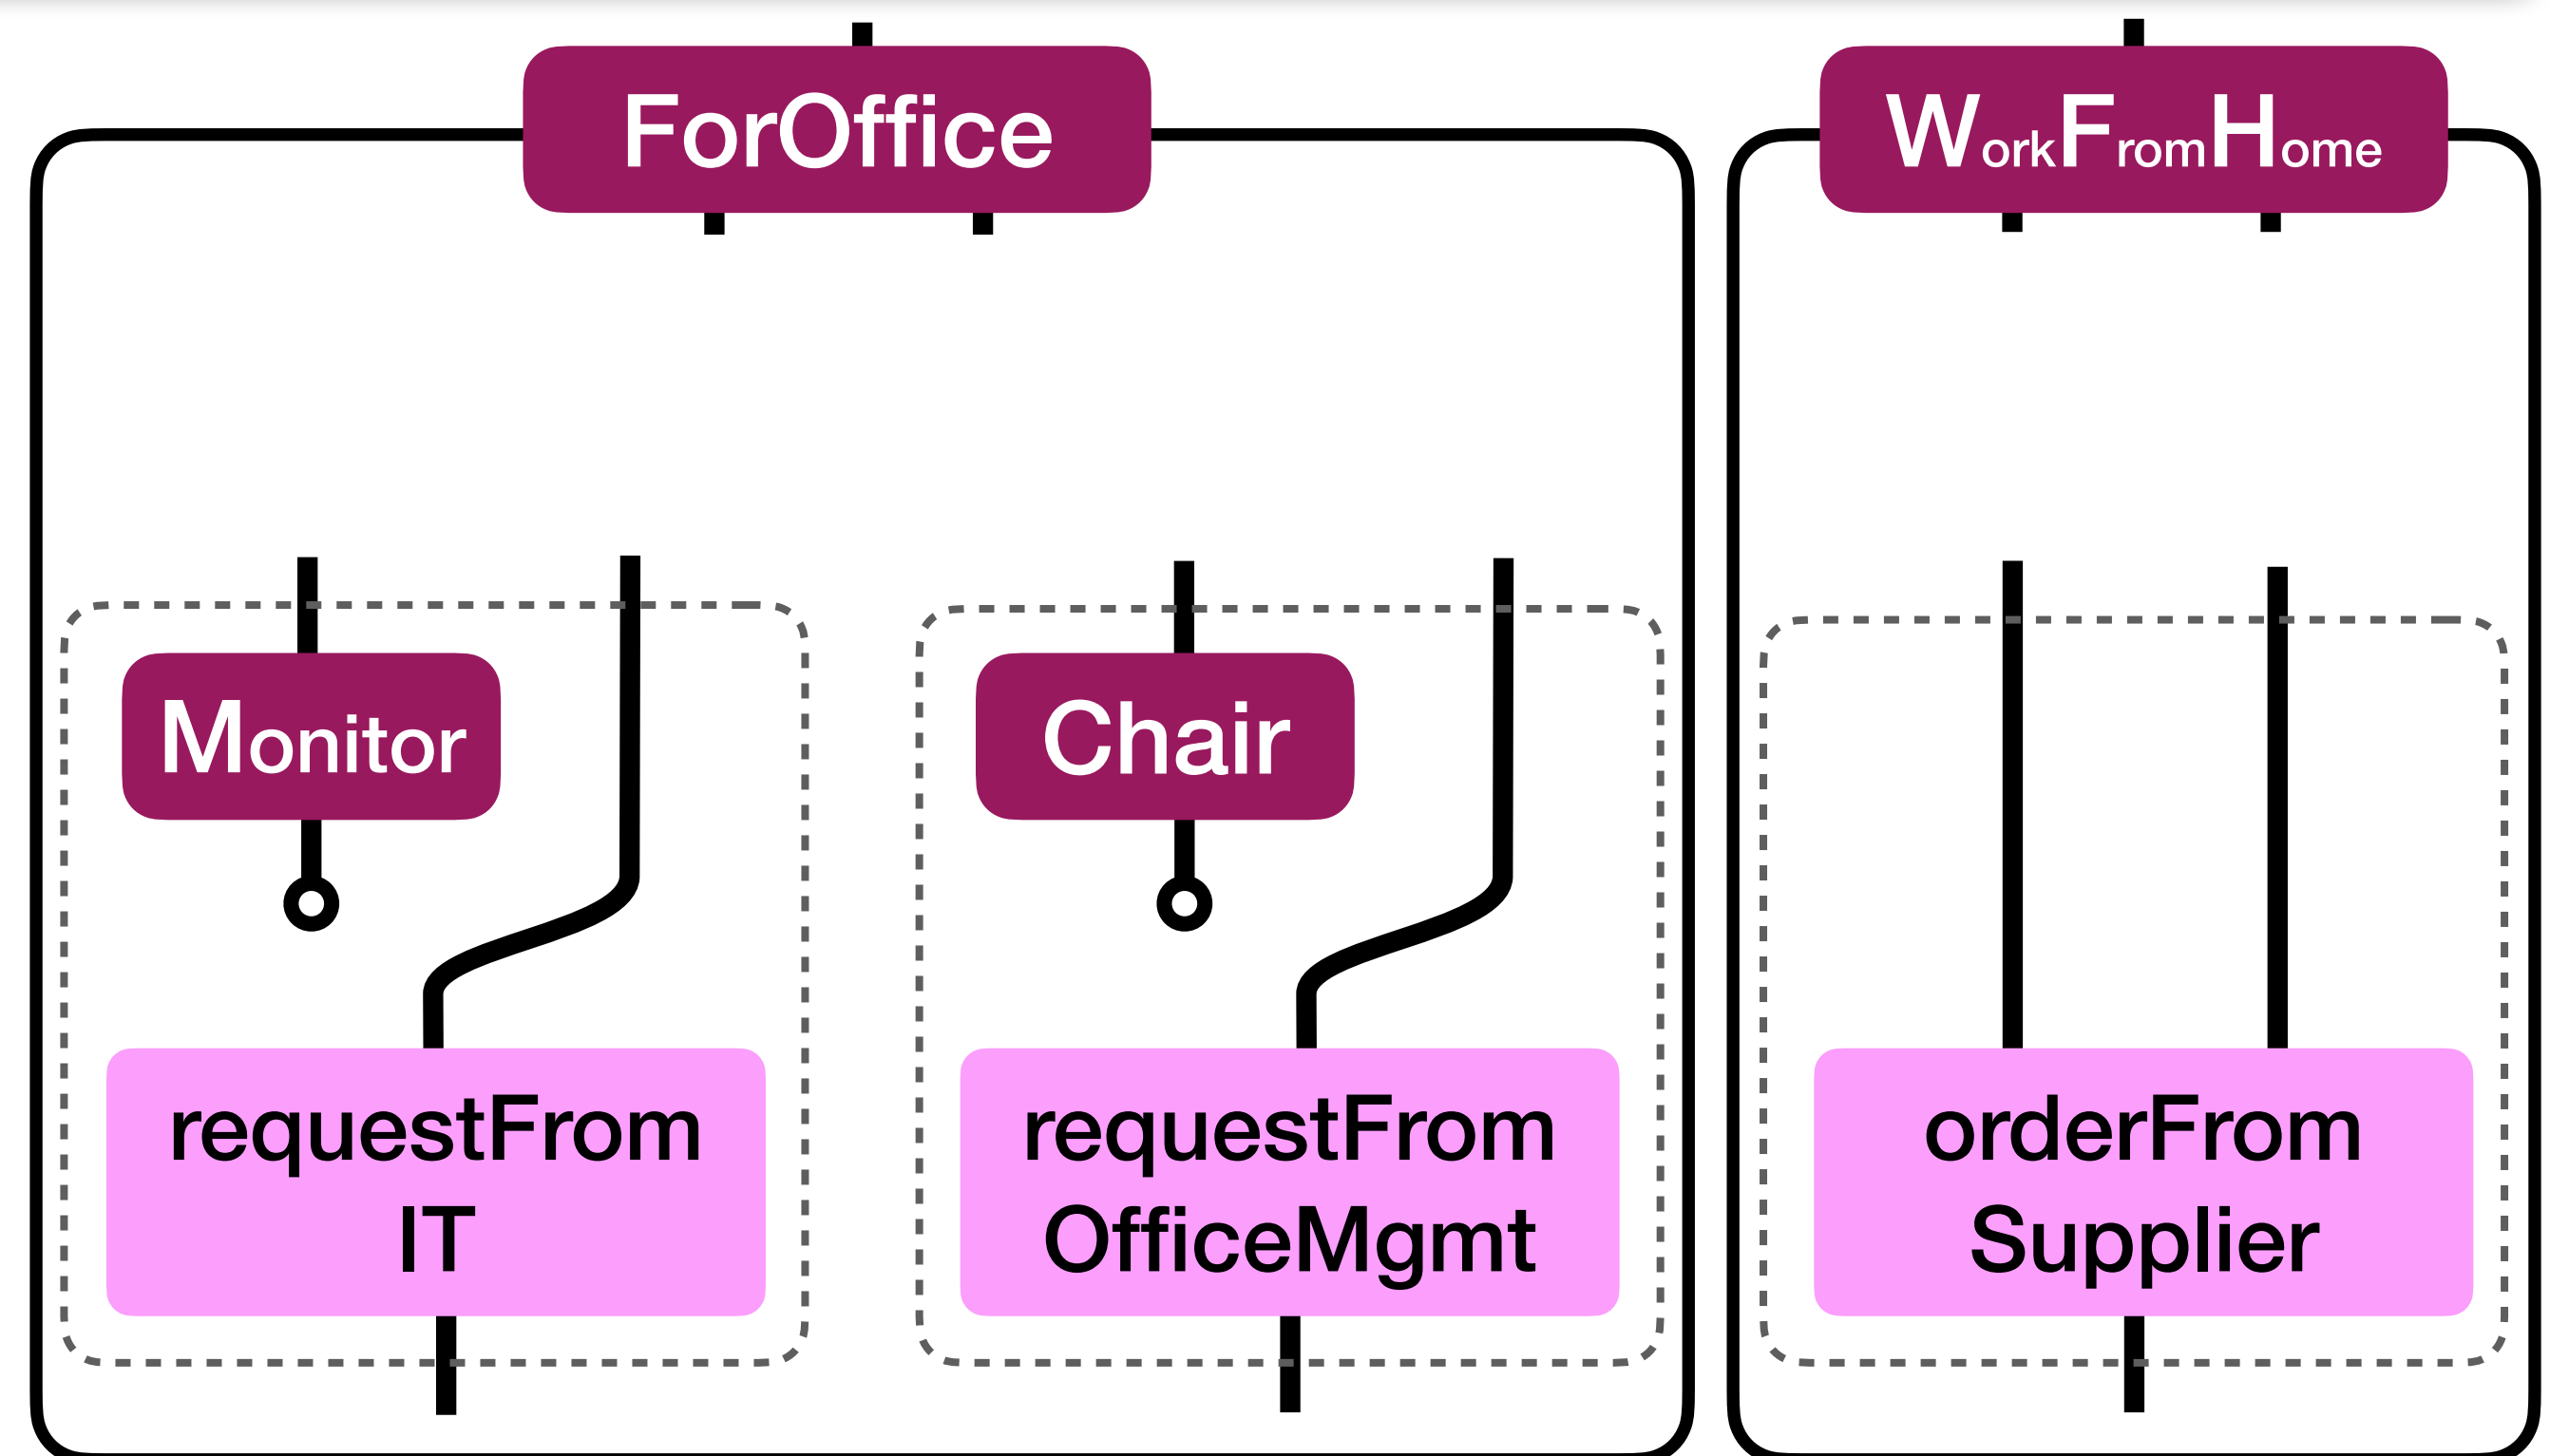 ForOffice
WorkFromHome
Monitor
Chair
requestFrom
IT
requestFrom
OfficeMgmt
orderFrom
Supplier